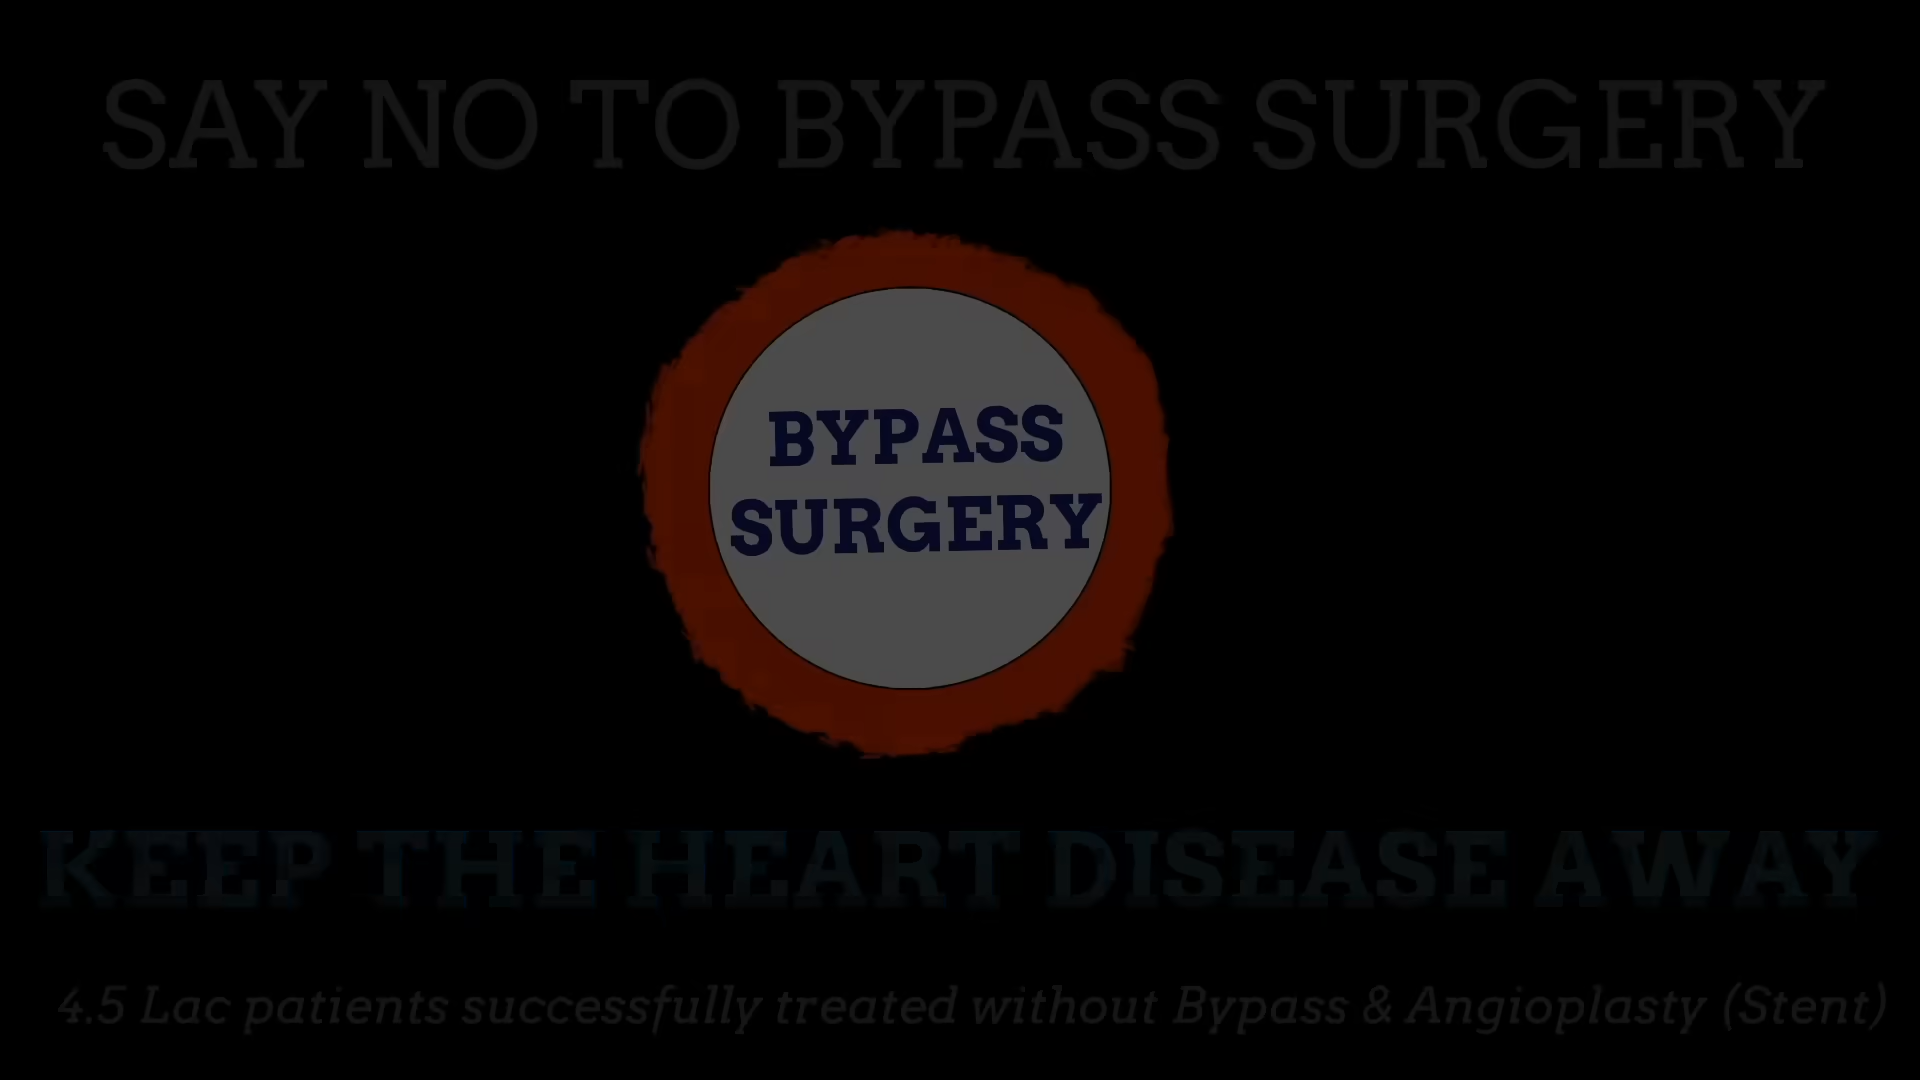 SAY NO TO BYPASS SURGERY
BYPASS
SURGERY
KEEP THE HEART DISEASE AWAY
4.5 Lac patients successfully treated without Bypass & Angioplasty (Stent)